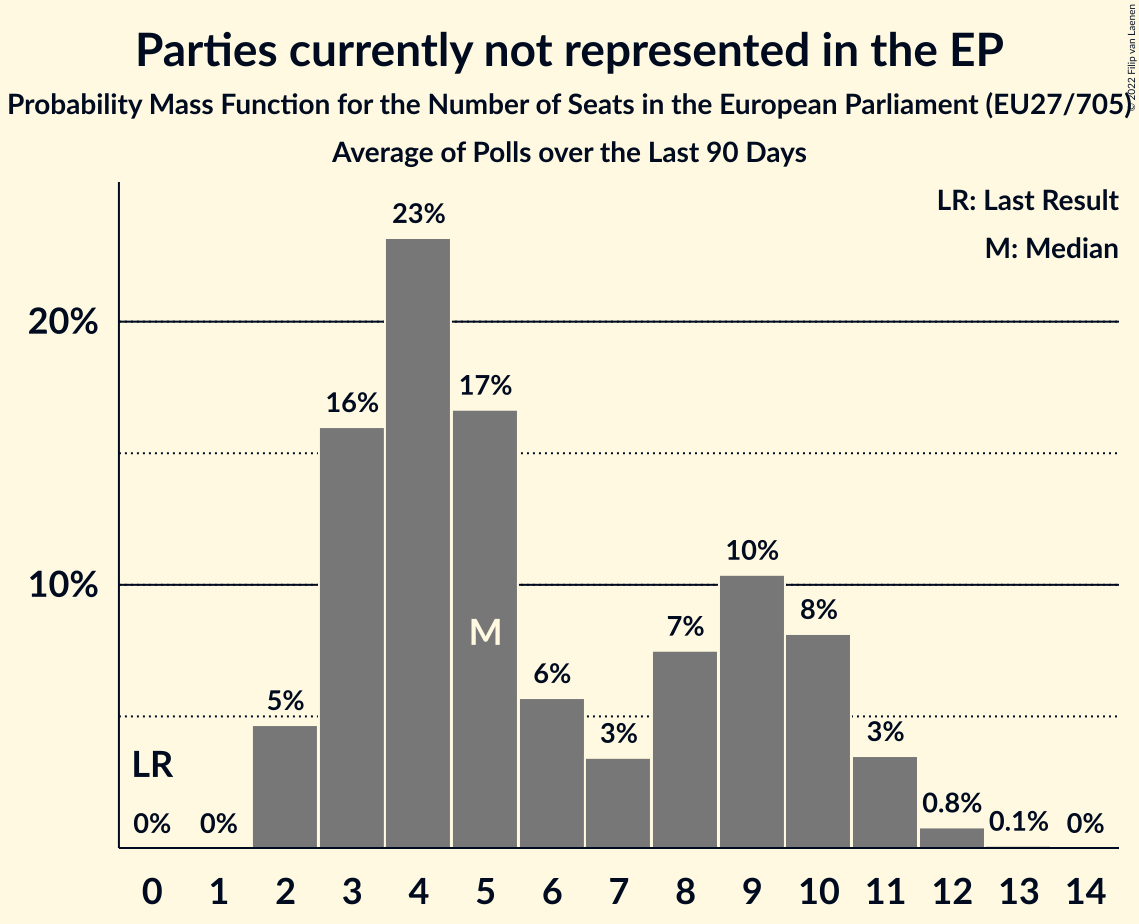 Parties currently not represented in the EP
Probability Mass Function for the Number of Seats in the European Parliament (EU27/705)
Average of Polls over the Last 90 Days
© 2022 Filip van Laenen
LR: Last Result
M: Median
20%
10%
0%
0%
5%
16%
23%
17%
6%
3%
7%
10%
8%
3%
0.8%
0.1%
0%
LR
M
0 1 2 3 4 5 6 7 8 9 10 11 12 13 14